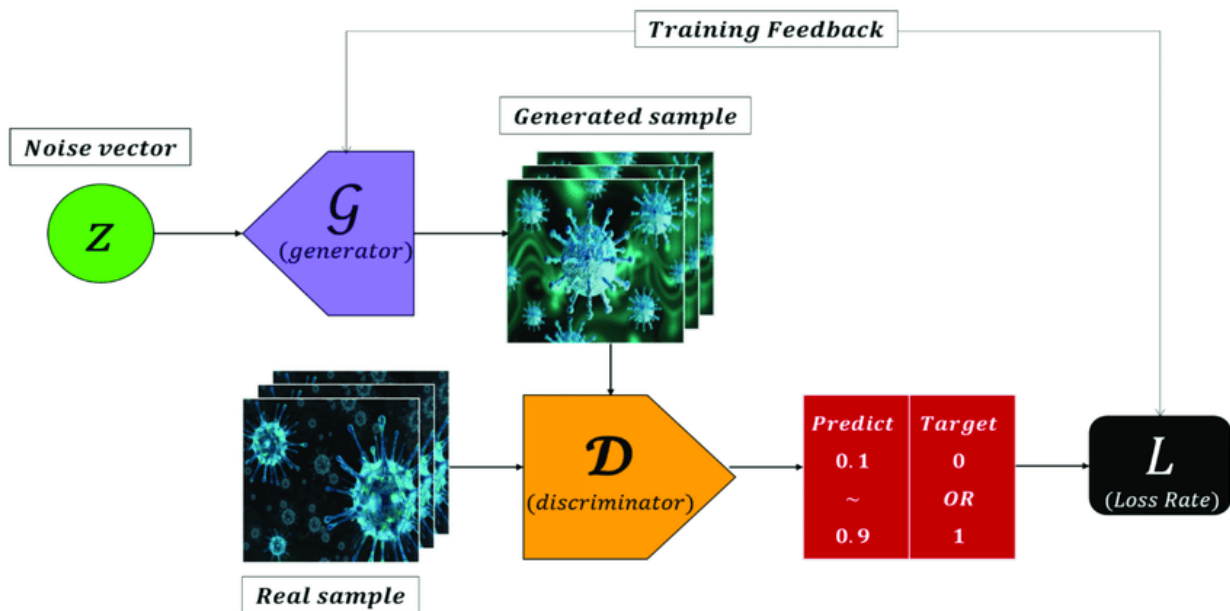 Training Feedback
Generated sample
Noise vector
z
G
(generator)
D
(discriminator)
Predict Target
0.1 0
~ OR
0.9 1
L
(Loss Rate)
Real sample